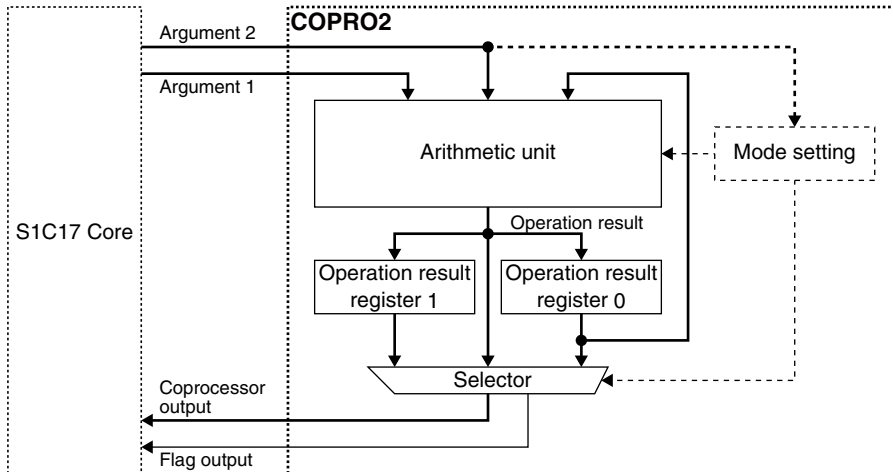 COPRO2
Argument 2
Argument 1
Arithmetic unit
Mode setting
S1C17 Core
Operation result
Operation result
register 1
Operation result
register 0
Selector
Coprocessor
output
Flag output